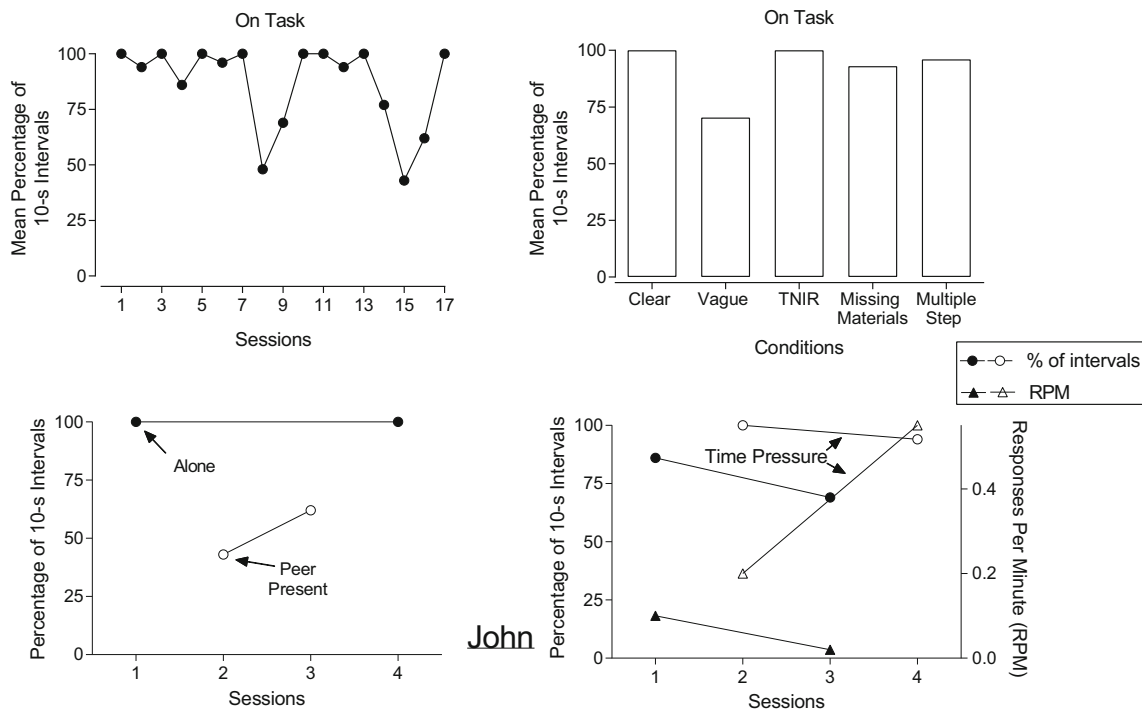 On Task
Mean Percentage of
10-s Intervals
100
75
50
25
0
1 3 5 7 9 11 13 15 17
Sessions
On Task
Mean Percentage of
10-s Intervals
100
75
50
25
0
Clear Vague TNIR Missing Multiple
Materials Step
Conditions
% of intervals
RPM
Percentage of 10-s Intervals
100
75
50
25
0
Alone
Peer
Present
1 2 3 4
Sessions
John
Percentage of 10-s Intervals
100
75
50
25
0
Time Pressure
1 2 3 4
Sessions
0.4
0.2
0.0
Responses Per Minute (RPM)